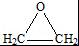 O
H₂C CH₂